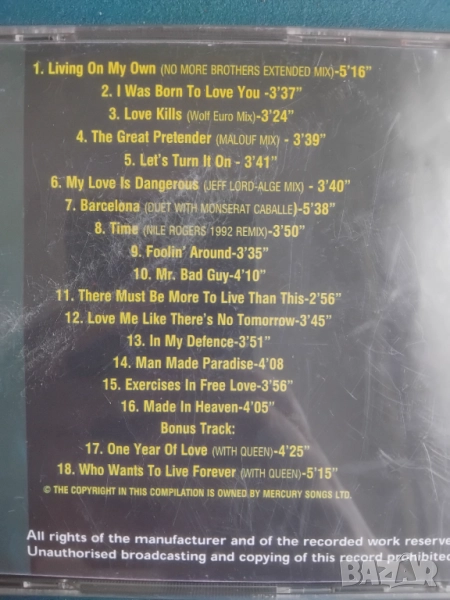 1. Living On My Own (NO MORE BROTHERS EXTENDED MIX)-5'16"
2. I Was Born To Love You -3'37"
3. Love Kills (Wolf Euro Mix)-3'24"
4. The Great Pretender (MALOUF MIX) - 3'39"
5. Let's Turn It On - 3'41"
6. My Love Is Dangerous (JEFF LORD-ALGE MIX) - 3'40"
7. Barcelona (DUET WITH MONSERAT CABALLE)-5'38"
8. Time (NILE ROGERS 1992 REMIX)-3'50"
9. Foolin' Around-3'35"
10. Mr. Bad Guy-4'10"
11. There Must Be More To Live Than This-2'56"
12. Love Me Like There's No Tomorrow-3'45"
13. In My Defence-3'51"
14. Man Made Paradise-4'08
15. Exercises In Free Love-3'56"
16. Made In Heaven-4'05"
Bonus Track:
17. One Year Of Love (WITH QUEEN)-4'25"
18. Who Wants To Live Forever (WITH QUEEN)-5'15"
© THE COPYRIGHT IN THIS COMPILATION IS OWNED BY MERCURY SONGS LTD.
All rights of the manufacturer and of the recorded work reserve
Unauthorised broadcasting and copying of this record prohibited
BAZAR